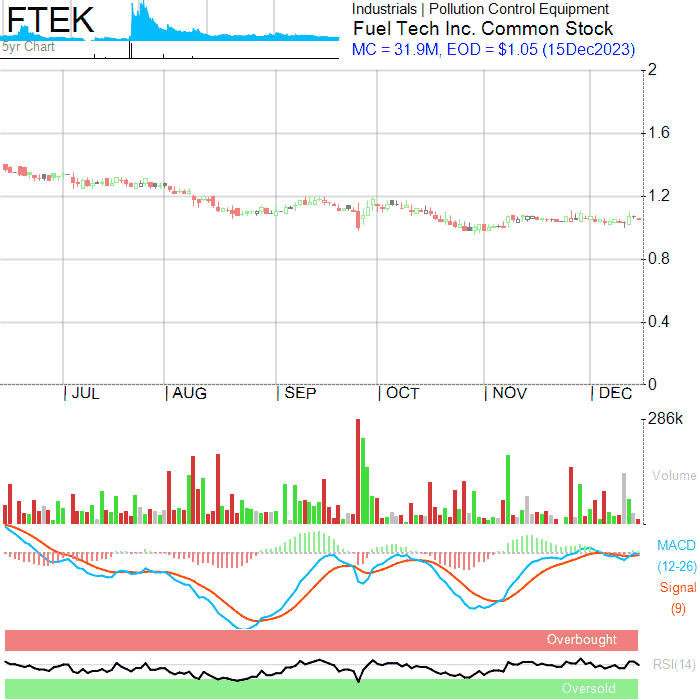 FTEK
5yr Chart
Industrials | Pollution Control Equipment
Fuel Tech Inc. Common Stock
MC = 31.9M, EOD = $1.05 (15Dec2023)
2
1.6
1.2
0.8
0.4
0
JUL AUG SEP OCT NOV DEC
286k
Volume
MACD
(12-26)
Signal
(9)
Overbought
RSI(14)
Oversold